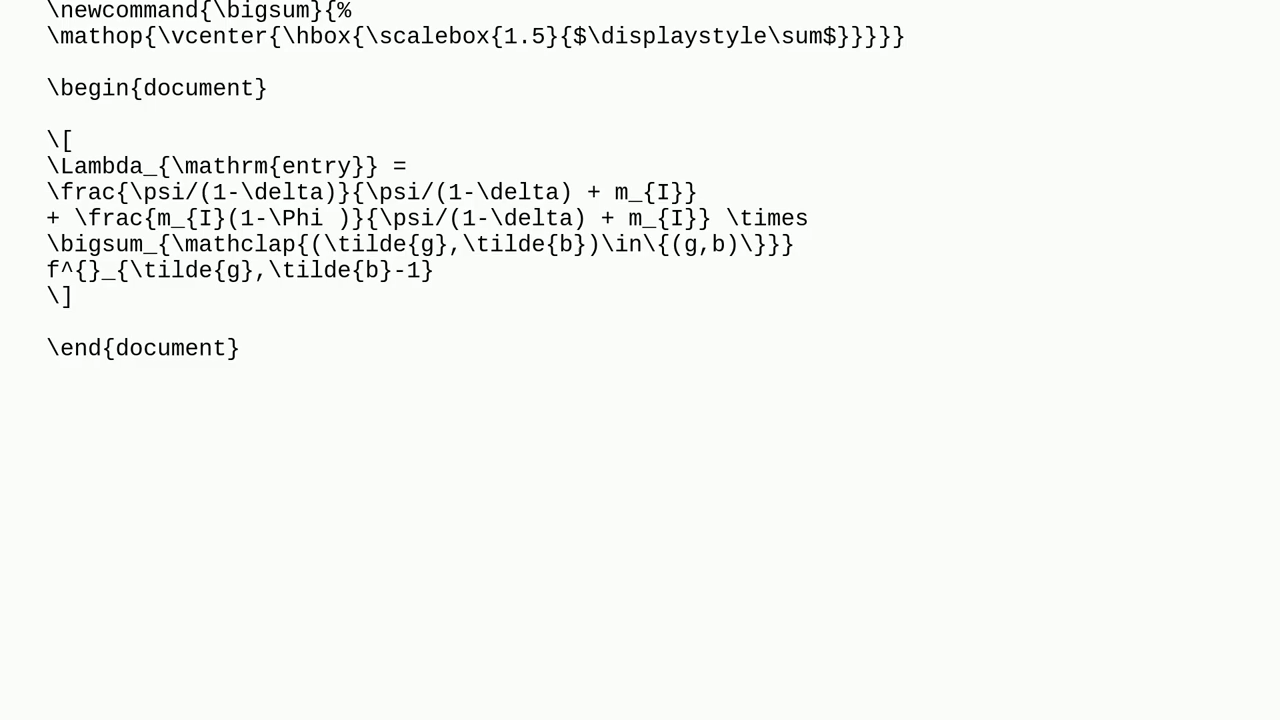 \newcommand{\bigsum}{%
\mathop{\vcenter{\hbox{\scalebox{1.5}{$\displaystyle\sum$}}}}}

\begin{document}

\[
\Lambda_{\mathrm{entry}} =
\frac{\psi/(1-\delta)}{\psi/(1-\delta) + m_{I}}
+ \frac{m_{I}(1-\Phi )}{\psi/(1-\delta) + m_{I}} \times
\bigsum_{\mathclap{(\tilde{g},\tilde{b})\in\{(g,b)\}}}
f^{}_{\tilde{g},\tilde{b}-1}
\]

\end{document}